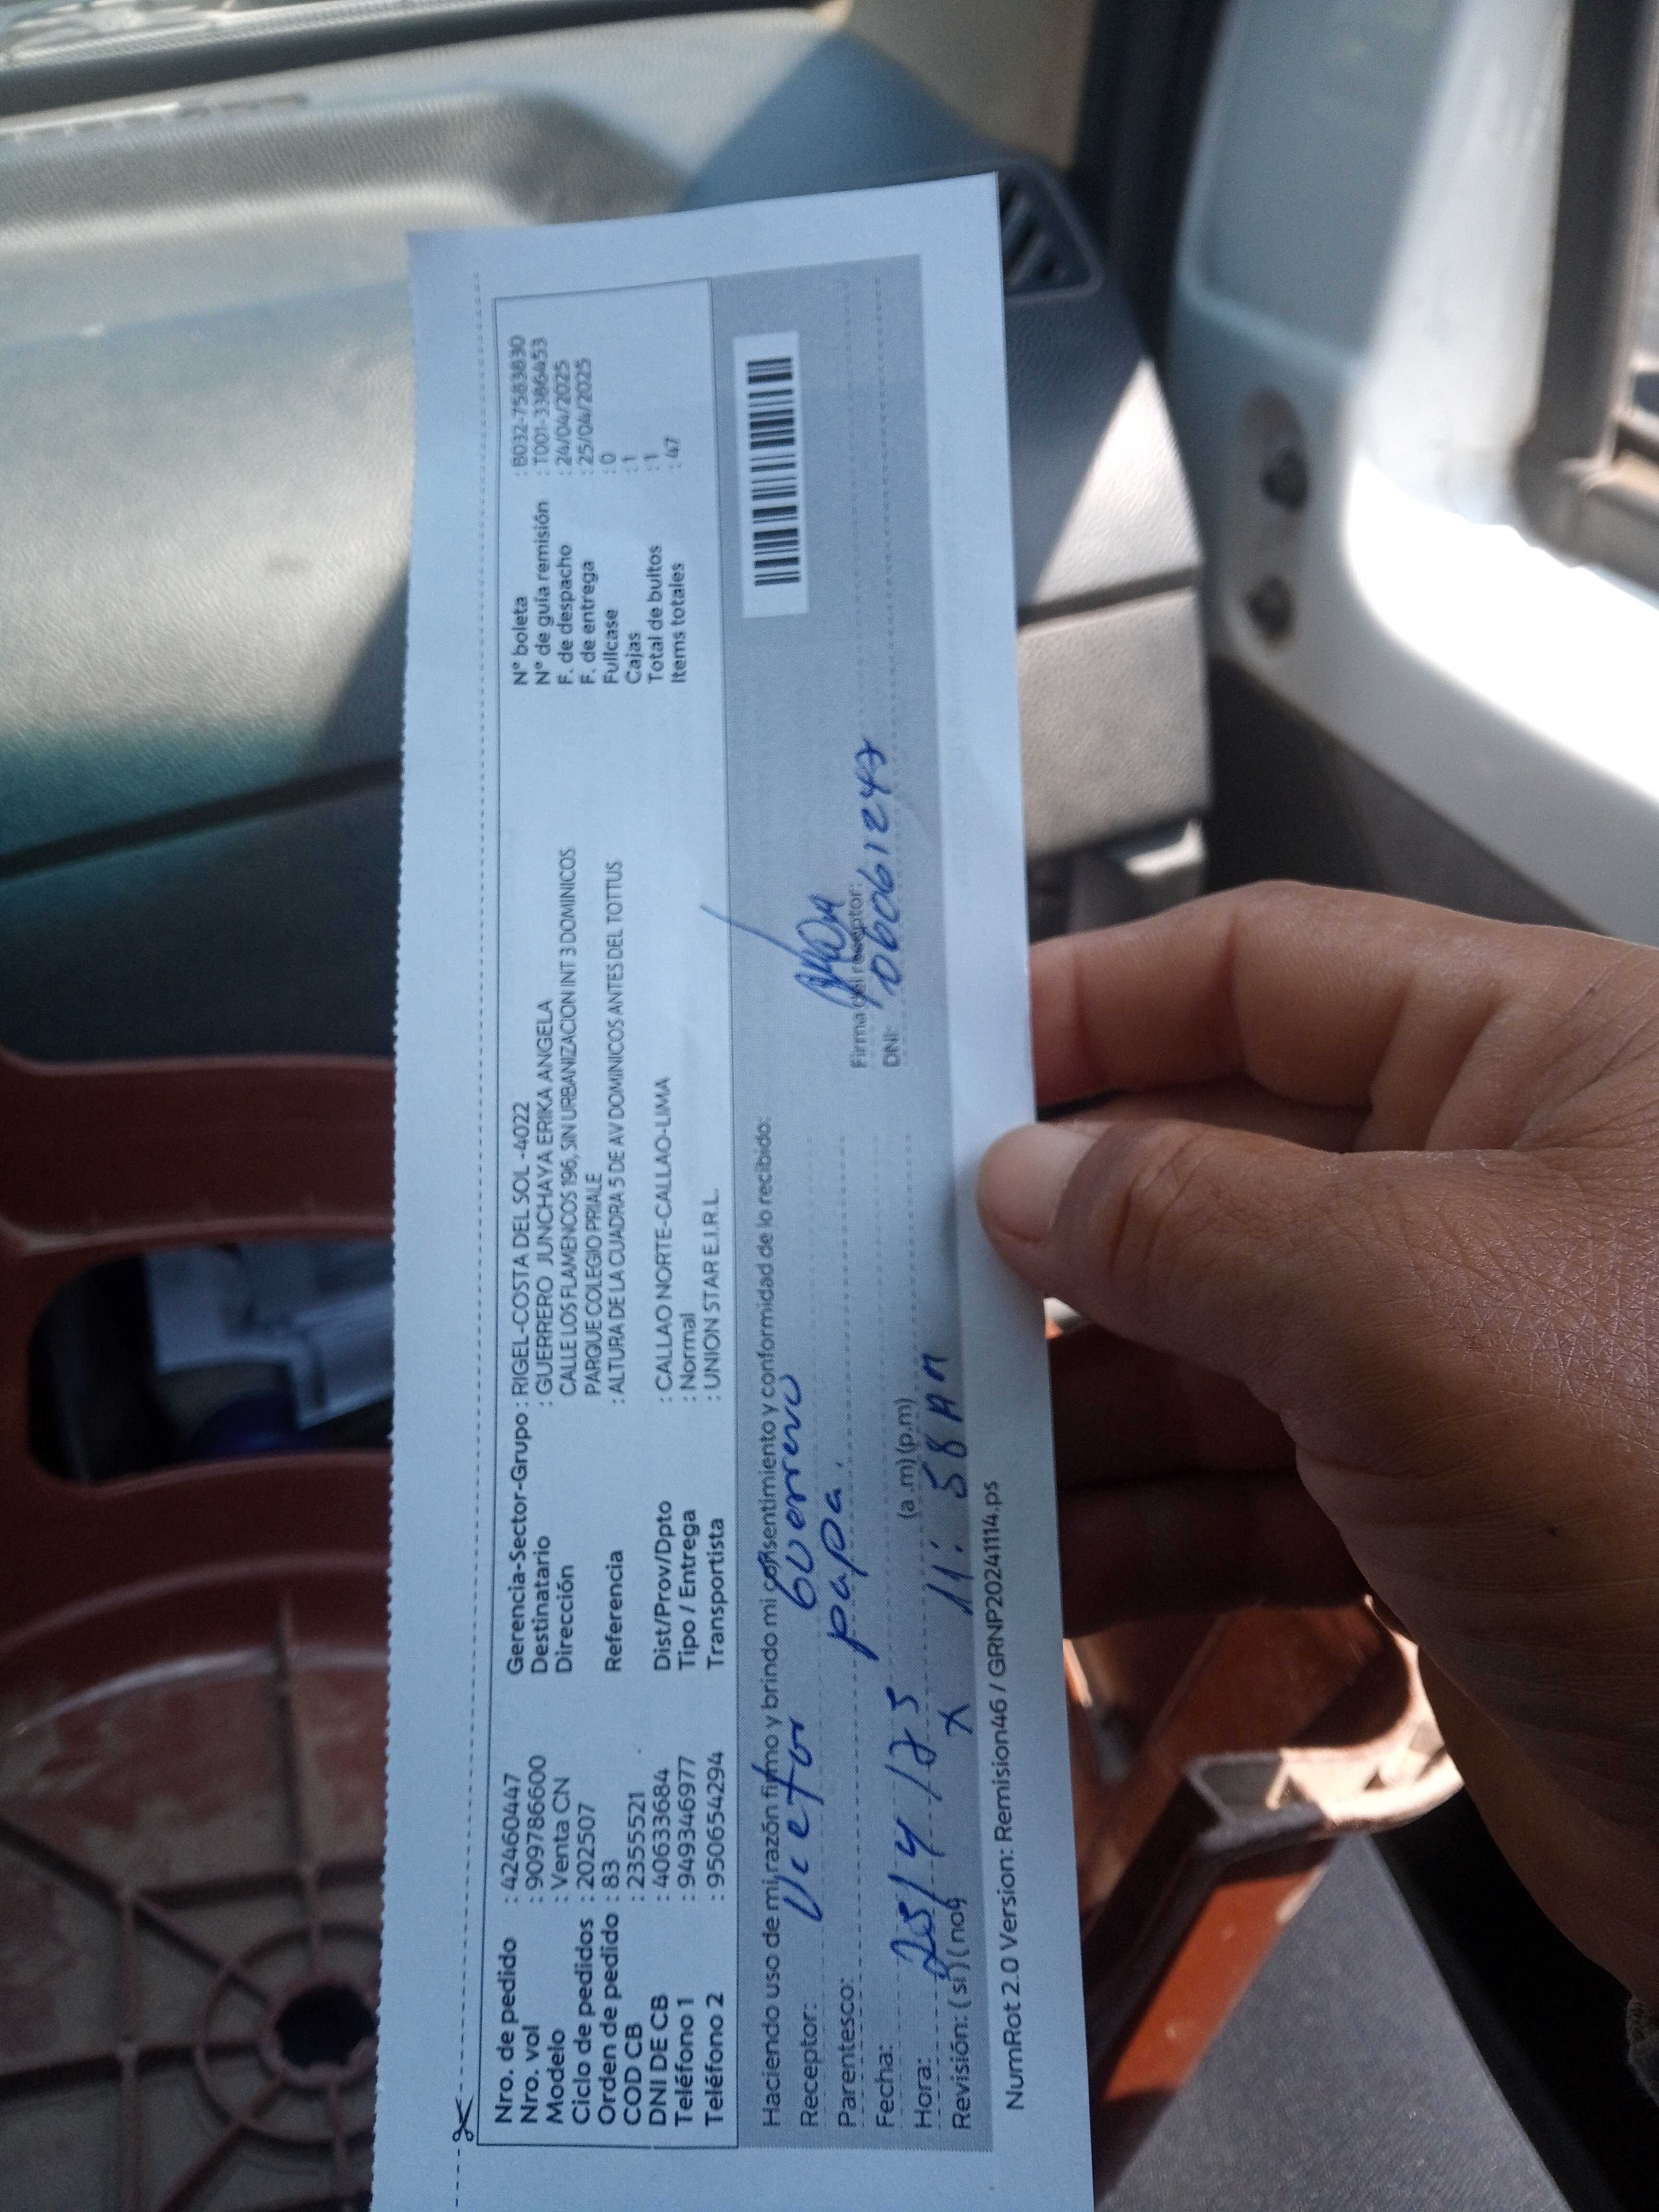 Nro. de pedido : 42460447
Nro. vol : 909786600
Modelo : Venta CN
Ciclo de pedidos : 202507
Orden de pedido : 83
COD CB : 2355521
DNI DE CB : 40633684
Teléfono 1 : 949346977
Teléfono 2 : 950654294
Gerencia-Sector-Grupo : RIGEL-COSTA DEL SOL -4022
Destinatario : GUERRERO JUNCHAYA ERIKA ANGELA
Dirección CALLE LOS FLAMENCOS 196, SIN URBANIZACION INT 3 DOMINICOS
PARQUE COLEGIO PRIALE
Referencia : ALTURA DE LA CUADRA 5 DE AV DOMINICOS ANTES DEL TOTTUS
Dist/Prov/Dpto : CALLAO NORTE-CALLAO-LIMA
Tipo / Entrega : Normal
Transportista : UNION STAR E.I.R.L.
N° boleta : B032-7583830
N° de guía remisión : T001-3386453
F. de despacho : 24/04/2025
F. de entrega : 25/04/2025
Fullcase : 0
Cajas : 1
Total de bultos : 1
Items totales : 47
Haciendo uso de mi razón firmo y brindo mi consentimiento y conformidad de lo recibido:
Receptor: Victor Guerrero
Parentesco: papa.
Fecha: 25/4/25
Hora: (a.m)(p.m)
Revisión: (si)(no) x 11:58 AM
Firma del receptor:
DNI: 06061247
NumRot 2.0 Version: Remision46 / GRNP20241114.ps